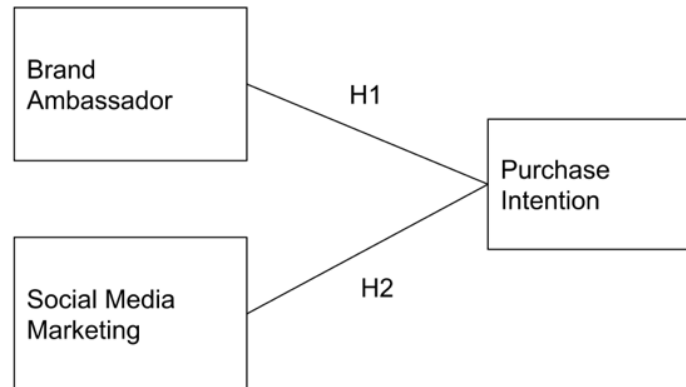 Brand
Ambassador
H1
Purchase
Intention
Social Media
Marketing
H2